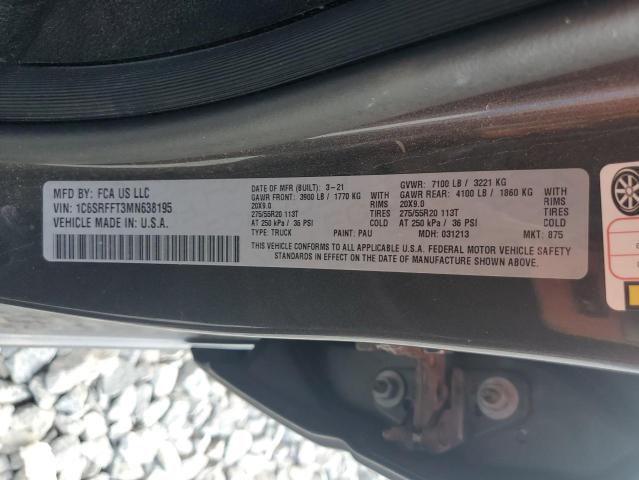 MFD BY: FCA US LLC
VIN: 1C6SRFFT3MN638195
VEHICLE MADE IN: U.S.A.
DATE OF MFR (BUILT): 3-21
GAWR FRONT: 3900 LB / 1770 KG
RIMS
20X9.0
TIRES
275/55R20 113T
COLD
AT 250 kPa / 36 PSI
TYPE: TRUCK
PAINT: PAU
GVWR: 7100 LB / 3221 KG
GAWR REAR: 4100 LB / 1860 KG
RIMS
20X9.0
TIRES
275/55R20 113T
COLD
AT 250 kPa / 36 PSI
MDH: 031213
MKT: 875
THIS VEHICLE CONFORMS TO ALL APPLICABLE U.S.A. FEDERAL MOTOR VEHICLE SAFETY
STANDARDS IN EFFECT ON THE DATE OF MANUFACTURE SHOWN ABOVE.